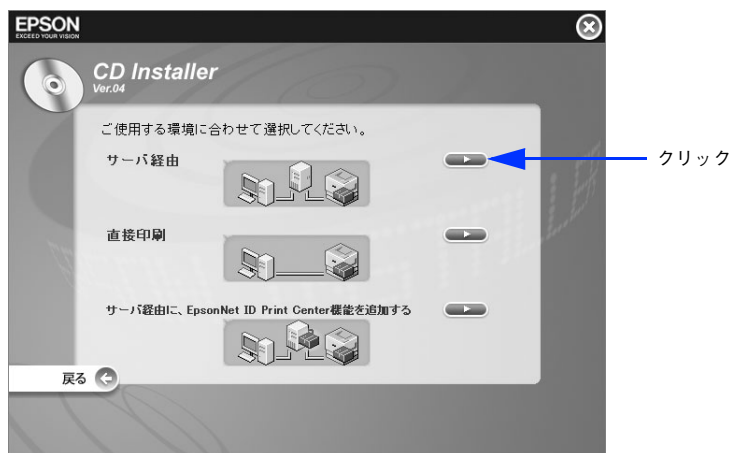 EPSON
EXCEED YOUR VISION
CD Installer
Ver.04
ご使用する環境に合わせて選択してください。
サーバ経由
クリック
直接印刷
サーバ経由に、EpsonNet ID Print Center機能を追加する
戻る